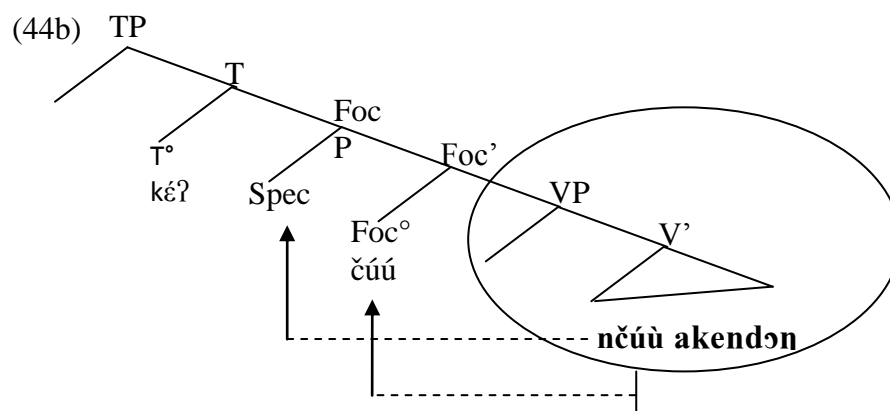 (44b) TP
T
Foc
P
T°
kɛ́ʔ
Foc’
Spec
VP
Foc°
čúú
V’
nčúù akendɔŋ